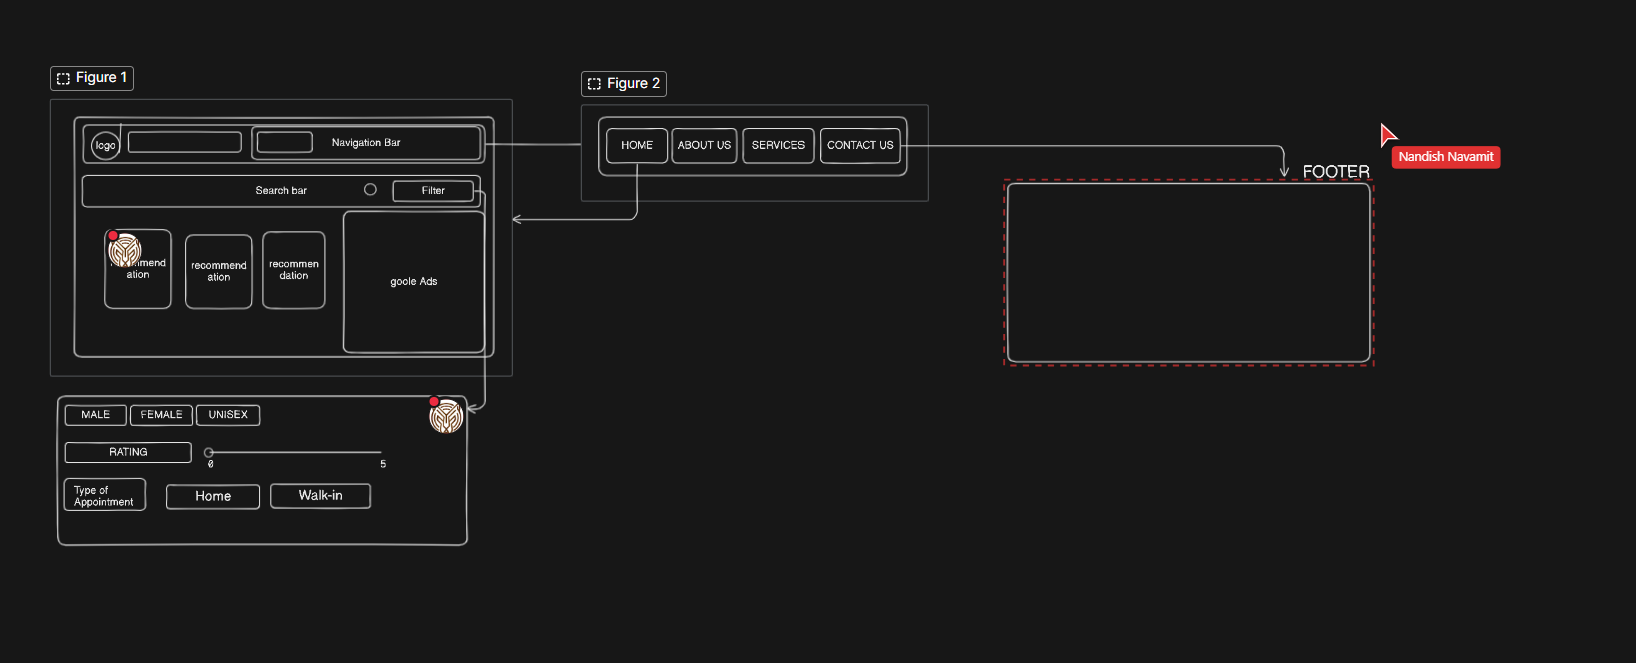 Figure 1
logo
Navigation Bar
Search bar
Filter
ation
recommend
ation
recommen
dation
goole Ads
MALE
FEMALE
UNISEX
RATING
0
5
Type of
Appointment
Home
Walk-in
Figure 2
HOME
ABOUT US
SERVICES
CONTACT US
FOOTER
Nandish Navamit